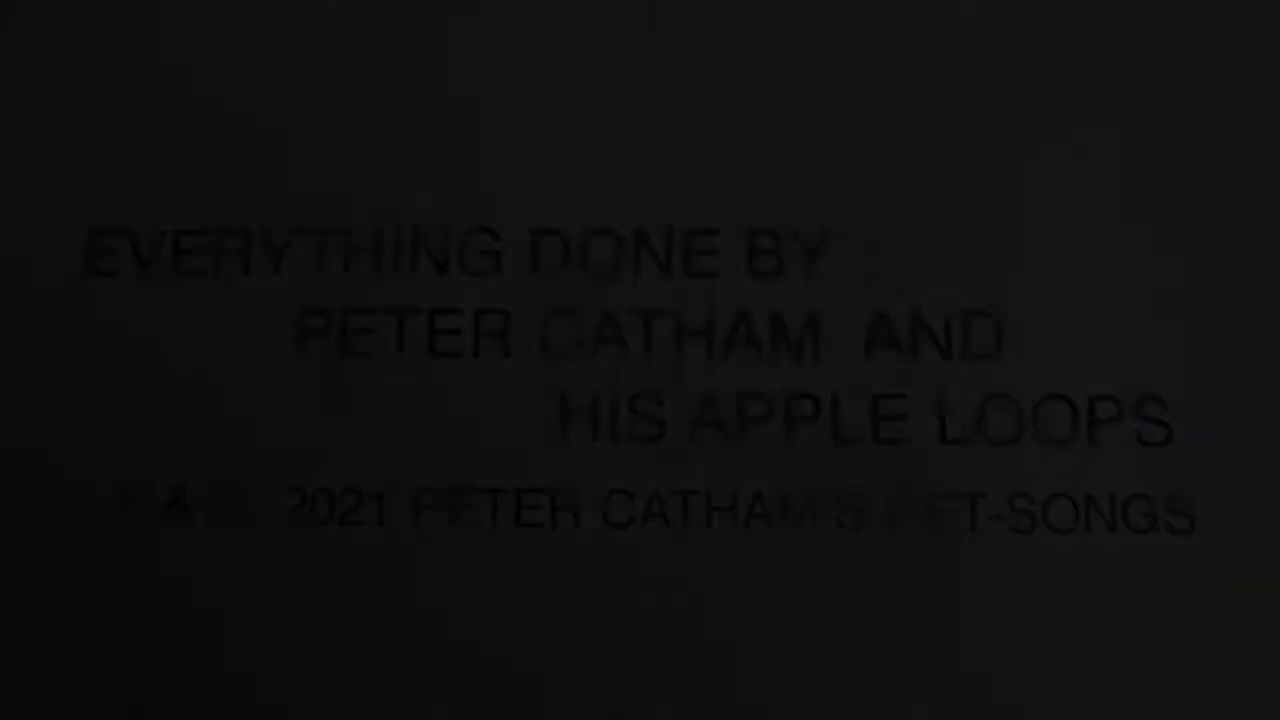 EVERYTHING DONE BY :
PETER CATHAM AND
HIS APPLE LOOPS
& 2021 PETER CATHAM'S PET-SONGS